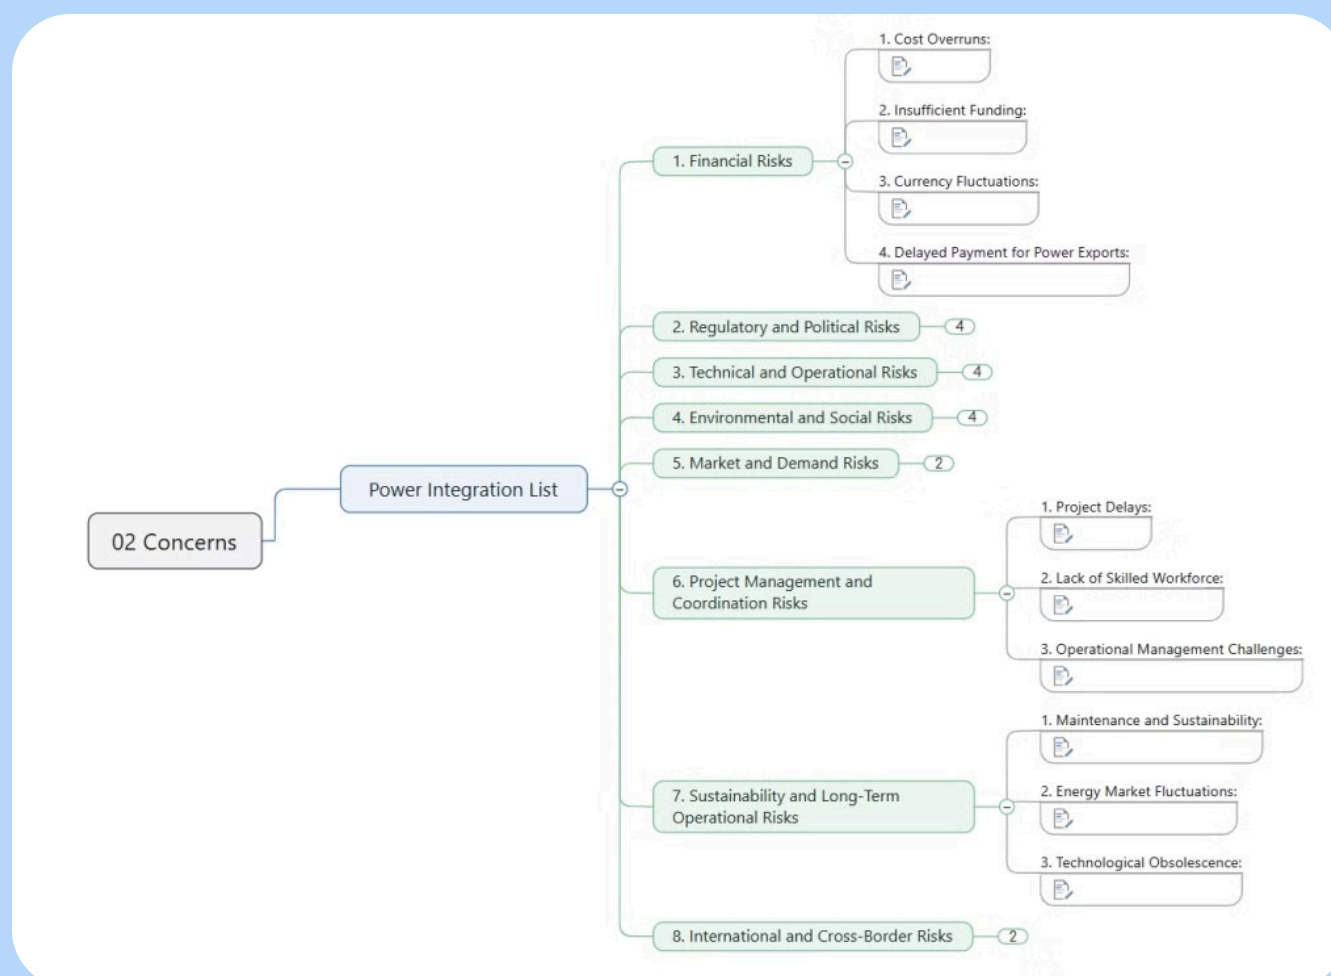 02 Concerns
Power Integration List
1. Financial Risks
1. Cost Overruns:
2. Insufficient Funding:
3. Currency Fluctuations:
4. Delayed Payment for Power Exports:
2. Regulatory and Political Risks
4
3. Technical and Operational Risks
4
4. Environmental and Social Risks
4
5. Market and Demand Risks
2
6. Project Management and
Coordination Risks
1. Project Delays:
2. Lack of Skilled Workforce:
3. Operational Management Challenges:
7. Sustainability and Long-Term
Operational Risks
1. Maintenance and Sustainability:
2. Energy Market Fluctuations:
3. Technological Obsolescence:
8. International and Cross-Border Risks
2